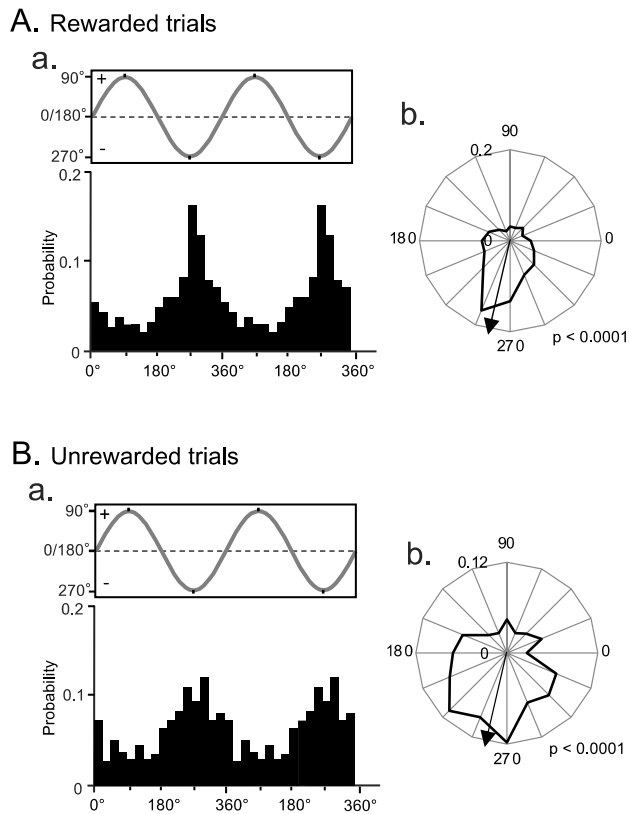 A. Rewarded trials
a.
90°
+
0/180°
-
270°
b.
90
0.2
180
0
0
270
p < 0.0001
0.2
0.1
0
Probability
0° 180° 360° 180° 360°
B. Unrewarded trials
a.
90°
+
0/180°
-
270°
b.
90
0.12
180
0
0
270
p < 0.0001
0.2
0.1
0
Probability
0° 180° 360° 180° 360°